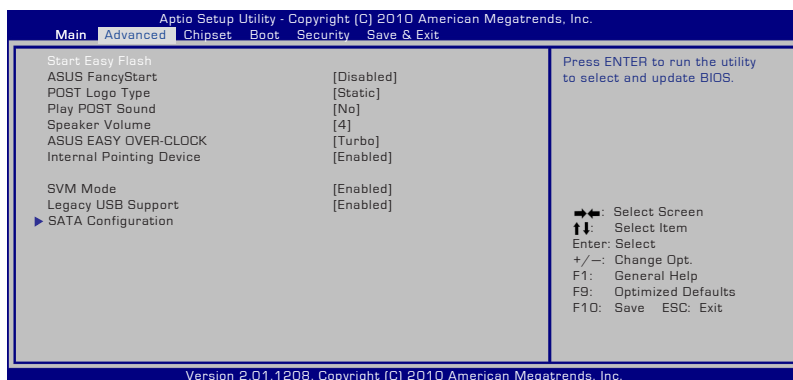 Aptio Setup Utility - Copyright (C) 2010 American Megatrends, Inc.
Main Advanced Chipset Boot Security Save & Exit
Start Easy Flash
ASUS FancyStart [Disabled]
POST Logo Type [Static]
Play POST Sound [No]
Speaker Volume [4]
ASUS EASY OVER-CLOCK [Turbo]
Internal Pointing Device [Enabled]
SVM Mode [Enabled]
Legacy USB Support [Enabled]
SATA Configuration
Press ENTER to run the utility
to select and update BIOS.
→←: Select Screen
↑↓: Select Item
Enter: Select
+/—: Change Opt.
F1: General Help
F9: Optimized Defaults
F10: Save ESC: Exit
Version 2.01.1208. Copyright (C) 2010 American Megatrends, Inc.